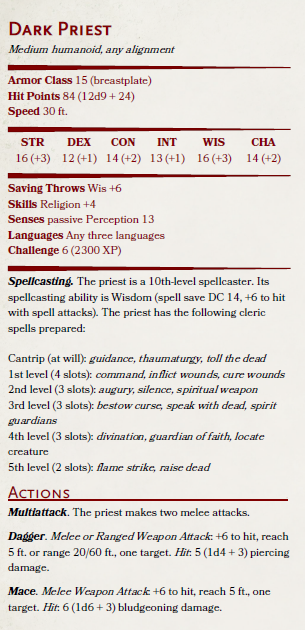 Dark Priest
Medium humanoid, any alignment
Armor Class 15 (breastplate)
Hit Points 84 (12d9 + 24)
Speed 30 ft.
STR DEX CON INT WIS CHA
16 (+3) 12 (+1) 14 (+2) 13 (+1) 16 (+3) 14 (+2)
Saving Throws Wis +6
Skills Religion +4
Senses passive Perception 13
Languages Any three languages
Challenge 6 (2300 XP)
Spellcasting. The priest is a 10th-level spellcaster. Its
spellcasting ability is Wisdom (spell save DC 14, +6 to hit
with spell attacks). The priest has the following cleric
spells prepared:
Cantrip (at will): guidance, thaumaturgy, toll the dead
1st level (4 slots): command, inflict wounds, cure wounds
2nd level (3 slots): augury, silence, spiritual weapon
3rd level (3 slots): bestow curse, speak with dead, spirit
guardians
4th level (3 slots): divination, guardian of faith, locate
creature
5th level (2 slots): flame strike, raise dead
Actions
Multiattack. The priest makes two melee attacks.
Dagger. Melee or Ranged Weapon Attack: +6 to hit, reach
5 ft. or range 20/60 ft., one target. Hit: 5 (1d4 + 3) piercing
damage.
Mace. Melee Weapon Attack: +6 to hit, reach 5 ft., one
target. Hit: 6 (1d6 + 3) bludgeoning damage.